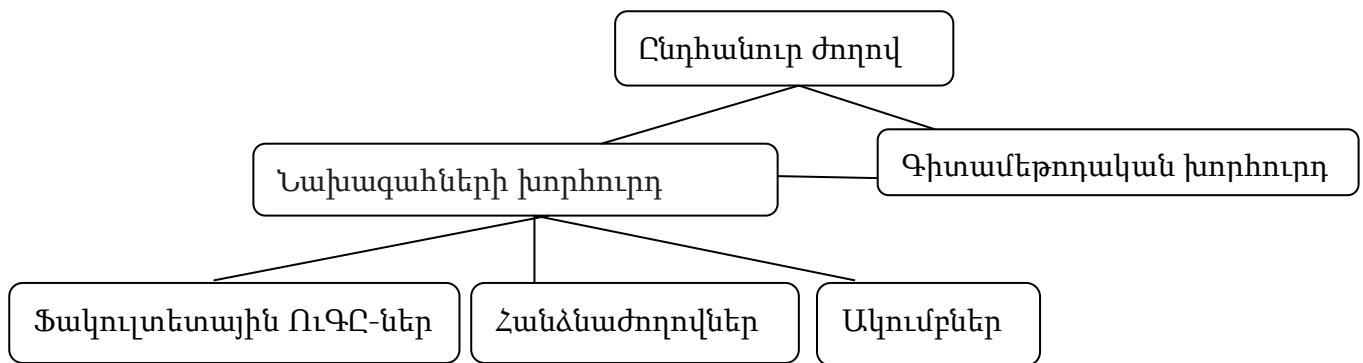 Ընդհանուր ժողով
Նախագահների խորհուրդ
Գիտամեթոդական խորհուրդ
Ֆակուլտետային ՈւԳԸ-ներ
Հանձնաժողովներ
Ակումբներ